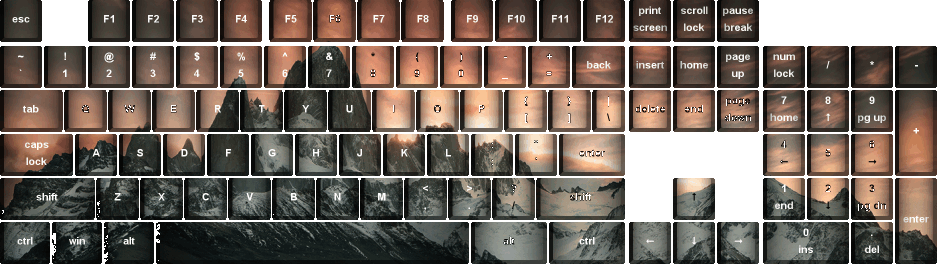 esc F1 F2 F3 F4 F5 F6 F7 F8 F9 F10 F11 F12 print screen scroll lock pause break
~ ` ! 1 @ 2 # 3 $ 4 % 5 ^ 6 & 7 * 8 ( 9 ) 0 - _ + = back insert home page up num lock / * -
tab Q W E R T Y U I O P { [ } ] | \ delete end page down 7 home 8 ↑ 9 pg up +
caps lock A S D F G H J K L : ; " ' enter 4 ← 5 6 →
shift Z X C V B N M < , > . ? / shift ↑ 1 end 2 ↓ 3 pg dn enter
ctrl win alt alt ctrl ← ↓ → 0 ins . del